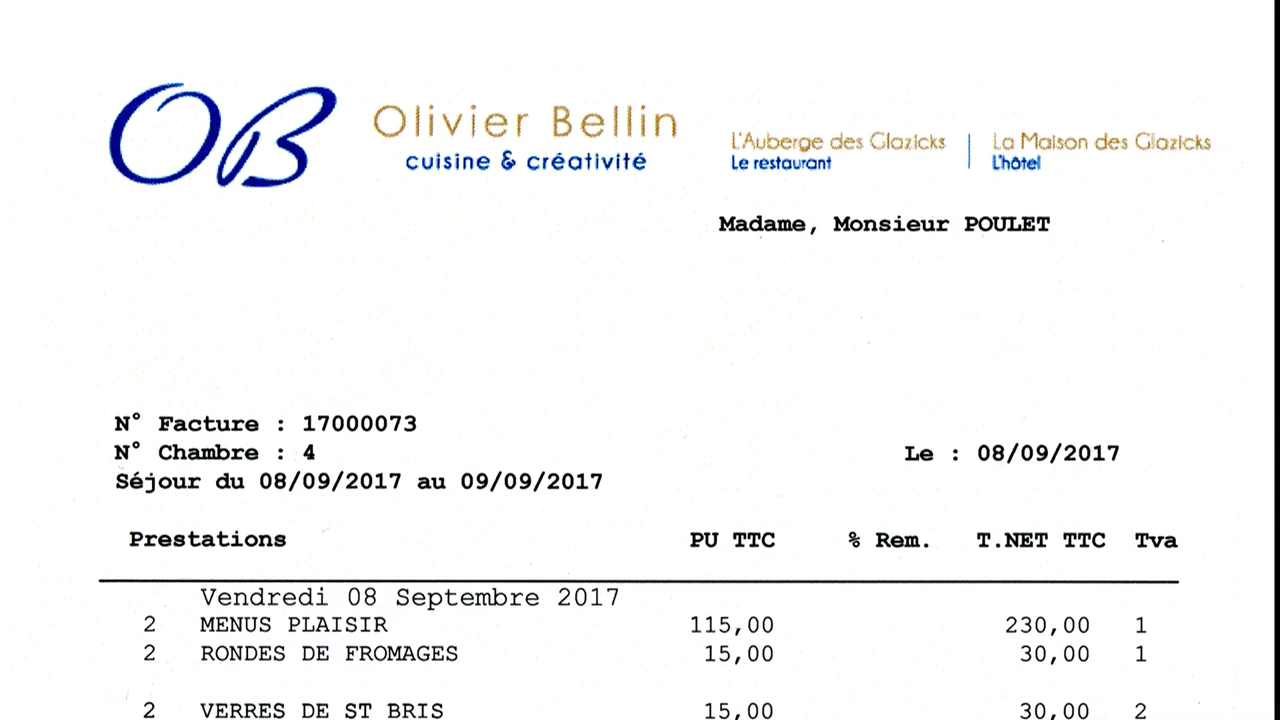 OB
Olivier Bellin
cuisine & créativité
L'Auberge des Glazicks
Le restaurant
La Maison des Glazicks
L'hôtel
Madame, Monsieur POULET
N° Facture : 17000073
N° Chambre : 4
Le : 08/09/2017
Séjour du 08/09/2017 au 09/09/2017
Prestations PU TTC % Rem. T.NET TTC Tva
Vendredi 08 Septembre 2017
2 MENUS PLAISIR 115,00 230,00 1
2 RONDES DE FROMAGES 15,00 30,00 1
2 VERRES DE ST BRIS 15,00 30,00 2